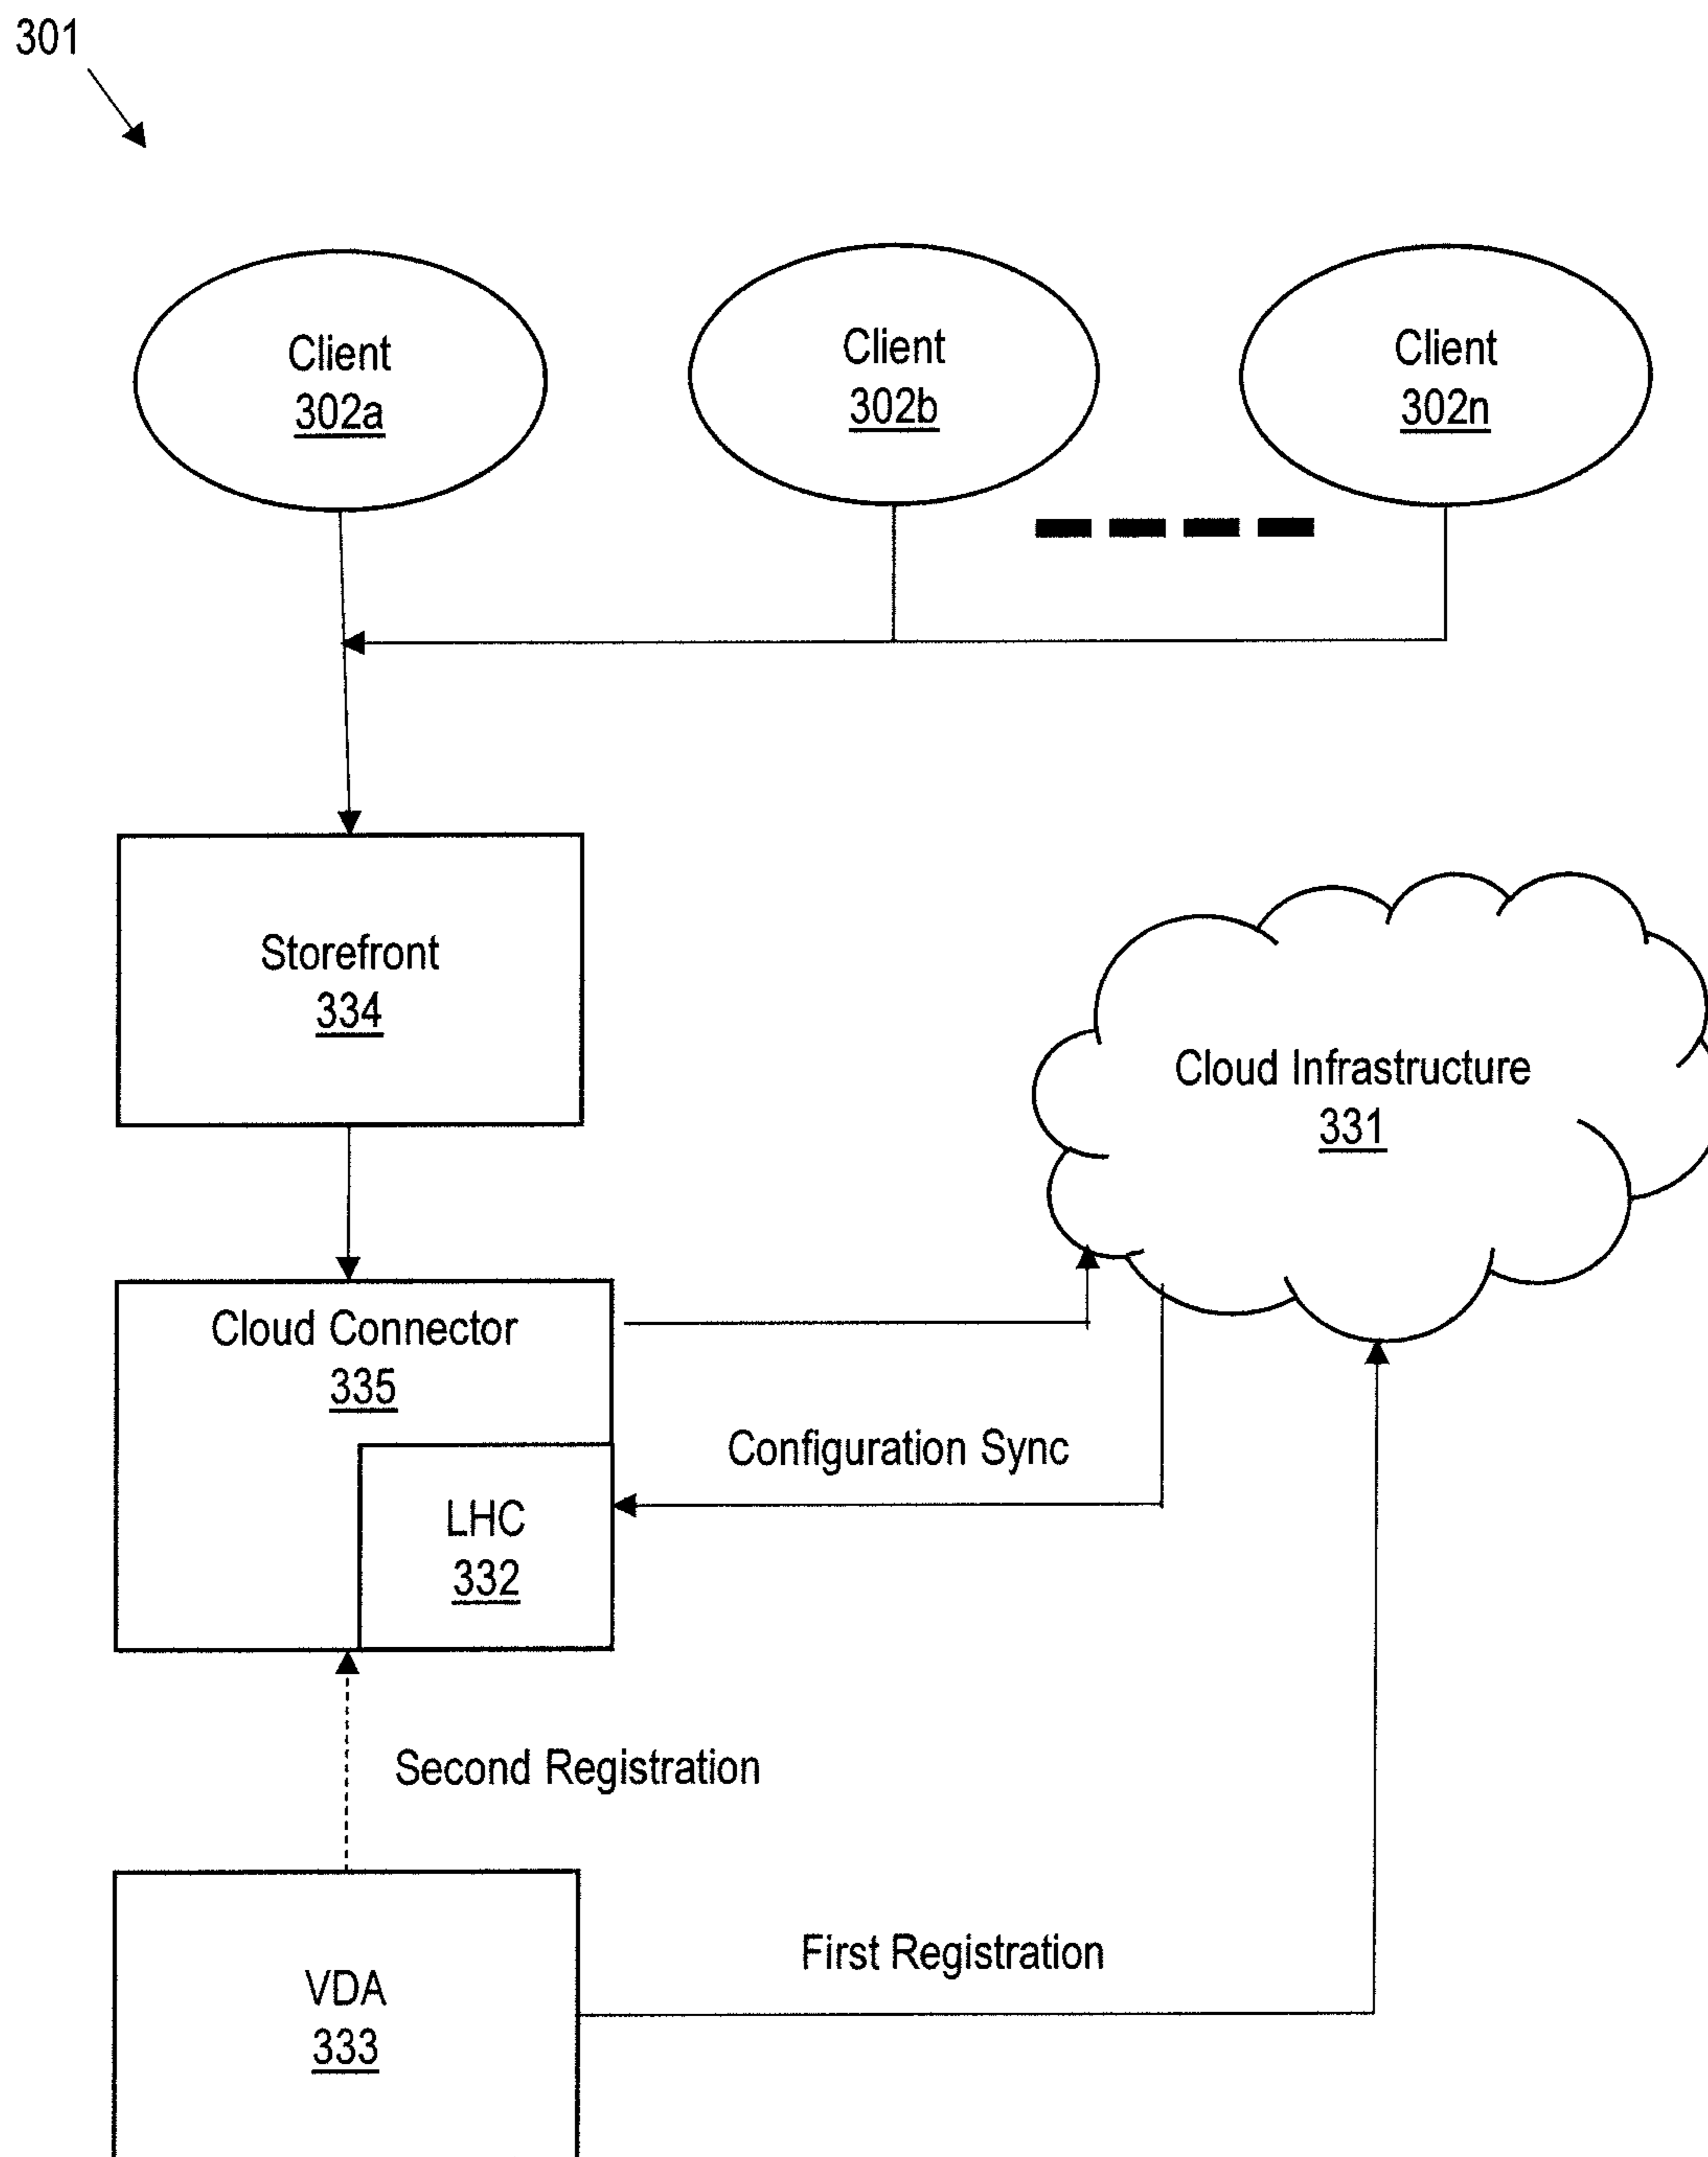 301
Client
302a
Client
302b
Client
302n
Storefront
334
Cloud Infrastructure
331
Cloud Connector
335
Configuration Sync
LHC
332
Second Registration
First Registration
VDA
333